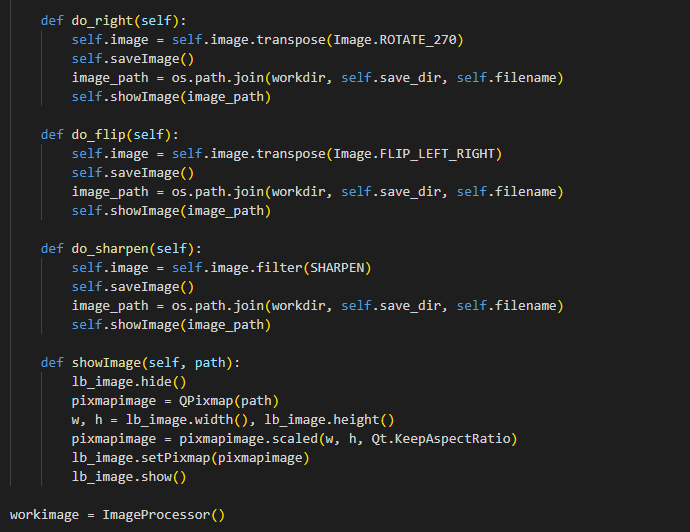 def do_right(self):
self.image = self.image.transpose(Image.ROTATE_270)
self.saveImage()
image_path = os.path.join(workdir, self.save_dir, self.filename)
self.showImage(image_path)
def do_flip(self):
self.image = self.image.transpose(Image.FLIP_LEFT_RIGHT)
self.saveImage()
image_path = os.path.join(workdir, self.save_dir, self.filename)
self.showImage(image_path)
def do_sharpen(self):
self.image = self.image.filter(SHARPEN)
self.saveImage()
image_path = os.path.join(workdir, self.save_dir, self.filename)
self.showImage(image_path)
def showImage(self, path):
lb_image.hide()
pixmapimage = QPixmap(path)
w, h = lb_image.width(), lb_image.height()
pixmapimage = pixmapimage.scaled(w, h, Qt.KeepAspectRatio)
lb_image.setPixmap(pixmapimage)
lb_image.show()
workimage = ImageProcessor()